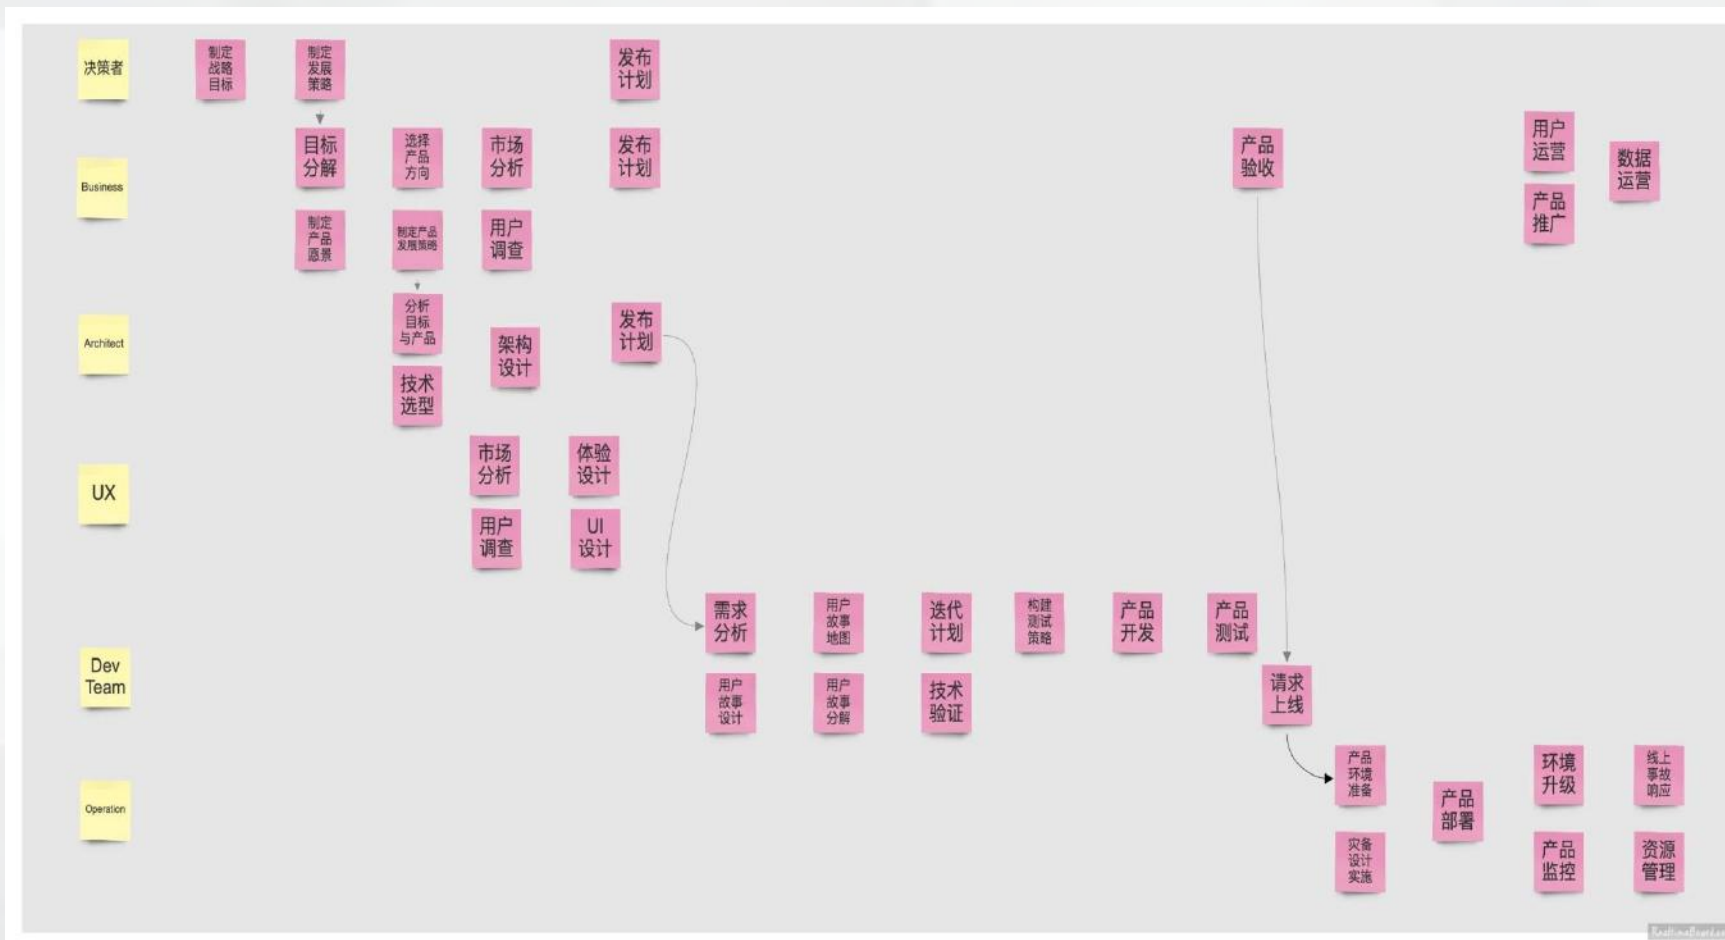 决策者
制定
战略
目标
制定
发展
策略
发布
计划
Business
目标
分解
选择
产品
方向
市场
分析
发布
计划
产品
验收
用户
运营
数据
运营
制定
产品
愿景
制定产品
发展策略
用户
调查
产品
推广
Architect
分析
目标
与产品
架构
设计
发布
计划
技术
选型
UX
市场
分析
体验
设计
用户
调查
UI
设计
Dev
Team
需求
分析
用户
故事
地图
迭代
计划
构建
测试
策略
产品
开发
产品
测试
用户
故事
设计
用户
故事
分解
技术
验证
请求
上线
Operation
产品
环境
准备
产品
部署
环境
升级
线上
事故
响应
灾备
设计
实施
产品
监控
资源
管理